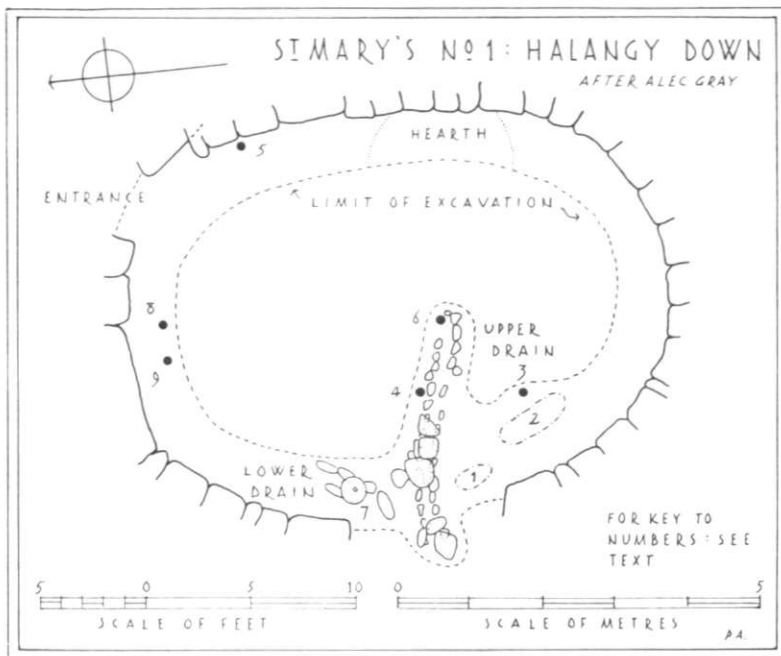 ST MARY'S No 1: HALANGY DOWN
AFTER ALEC GRAY
HEARTH
5
ENTRANCE
LIMIT OF EXCAVATION
8
6
UPPER
DRAIN
9
4
3
2
LOWER
DRAIN
1
7
FOR KEY TO
NUMBERS: SEE
TEXT
5 0 5 10
SCALE OF FEET
0 5
SCALE OF METRES
P.A.